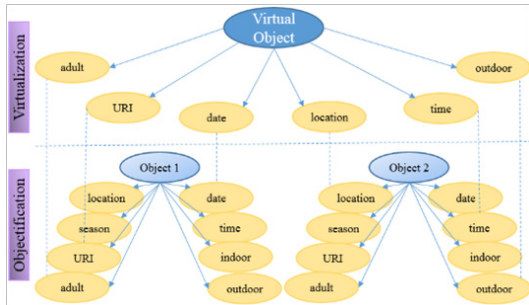 Virtualization
Virtual
Object
adult
outdoor
URI
time
date
location
Objectification
Object 1
Object 2
location
date
location
date
season
time
season
time
URI
indoor
URI
indoor
adult
outdoor
adult
outdoor